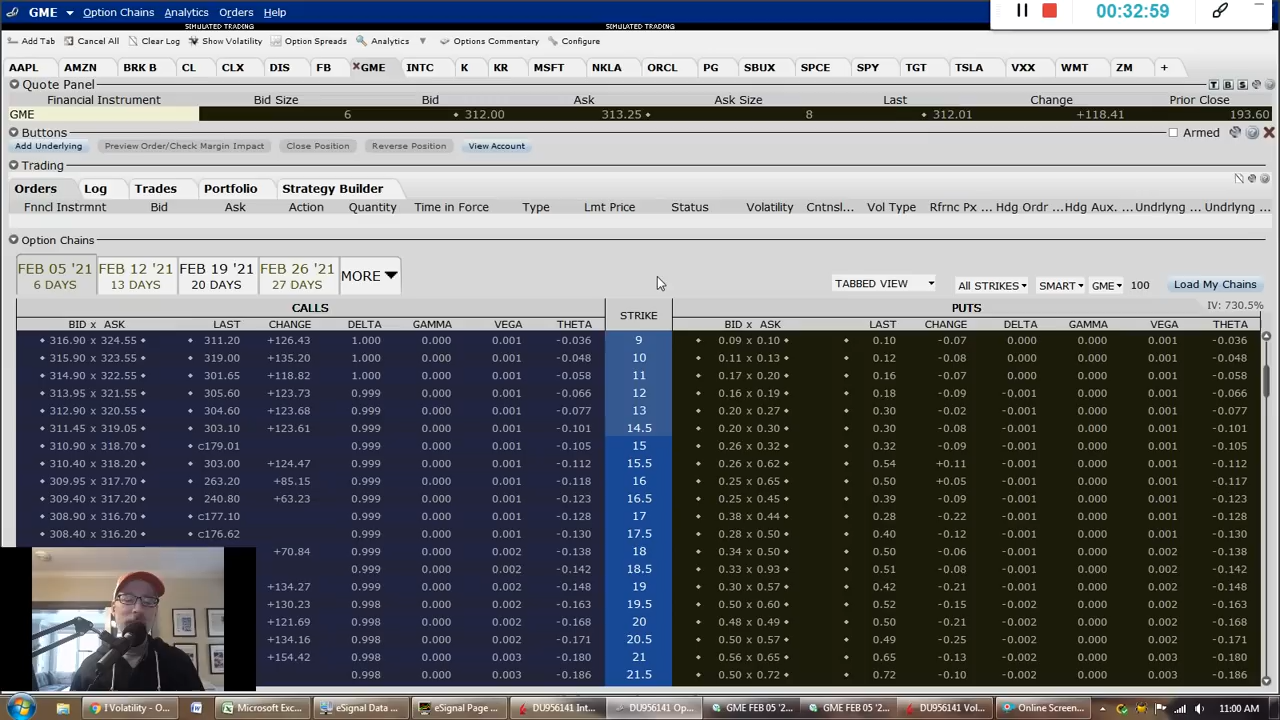 GME Option Chains Analytics Orders Help
00:32:59
SIMULATED TRADING SIMULATED TRADING
Add Tab Cancel All Clear Log Show Volatility Option Spreads Analytics Options Commentary Configure
AAPL AMZN BRK B CL CLX DIS FB GME INTC K KR MSFT NKLA ORCL PG SBUX SPCE SPY TGT TSLA VXX WMT ZM +
Quote Panel T B S
Financial Instrument Bid Size Bid Ask Ask Size Last Change Prior Close
GME 6 312.00 313.25 8 312.01 +118.41 193.60
Buttons Armed
Add Underlying Preview Order/Check Margin Impact Close Position Reverse Position View Account
Trading
Orders Log Trades Portfolio Strategy Builder
Fnncl Instrmnt Bid Ask Action Quantity Time in Force Type Lmt Price Status Volatility Cntnsl... Vol Type Rfrnc Px ... Hdg Ordr ... Hdg Aux. ... Undrlyng ... Undrlyng ...
Option Chains
FEB 05 '21 FEB 12 '21 FEB 19 '21 FEB 26 '21 MORE
6 DAYS 13 DAYS 20 DAYS 27 DAYS
TABBED VIEW All STRIKES SMART GME 100 Load My Chains
CALLS STRIKE PUTS IV: 730.5%
BID x ASK LAST CHANGE DELTA GAMMA VEGA THETA BID x ASK LAST CHANGE DELTA GAMMA VEGA THETA
316.90 x 324.55 311.20 +126.43 1.000 0.000 0.001 -0.036 9 0.09 x 0.10 0.10 -0.07 0.000 0.000 0.001 -0.036
315.90 x 323.55 319.00 +135.20 1.000 0.000 0.001 -0.048 10 0.11 x 0.13 0.12 -0.08 0.000 0.000 0.001 -0.048
314.90 x 322.55 301.65 +118.82 1.000 0.000 0.001 -0.058 11 0.17 x 0.20 0.16 -0.07 0.000 0.000 0.001 -0.058
313.95 x 321.55 305.60 +123.73 0.999 0.000 0.001 -0.066 12 0.16 x 0.19 0.18 -0.09 -0.001 0.000 0.001 -0.066
312.90 x 320.55 304.60 +123.68 0.999 0.000 0.001 -0.077 13 0.20 x 0.27 0.30 -0.02 -0.001 0.000 0.001 -0.077
311.45 x 319.05 303.10 +123.61 0.999 0.000 0.001 -0.101 14.5 0.20 x 0.30 0.30 -0.08 -0.001 0.000 0.001 -0.101
310.90 x 318.70 c179.01 0.999 0.000 0.001 -0.105 15 0.26 x 0.32 0.32 -0.09 -0.001 0.000 0.001 -0.105
310.40 x 318.20 303.00 +124.47 0.999 0.000 0.001 -0.112 15.5 0.26 x 0.62 0.54 +0.11 -0.001 0.000 0.001 -0.112
309.95 x 317.70 263.20 +85.15 0.999 0.000 0.001 -0.118 16 0.25 x 0.65 0.50 +0.05 -0.001 0.000 0.001 -0.117
309.40 x 317.20 240.80 +63.23 0.999 0.000 0.001 -0.123 16.5 0.25 x 0.45 0.39 -0.09 -0.001 0.000 0.001 -0.123
308.90 x 316.70 c177.10 0.999 0.000 0.001 -0.128 17 0.38 x 0.44 0.28 -0.22 -0.001 0.000 0.001 -0.128
308.40 x 316.20 c176.62 0.999 0.000 0.001 -0.130 17.5 0.28 x 0.50 0.40 -0.12 -0.001 0.000 0.001 -0.130
+70.84 0.999 0.000 0.002 -0.138 18 0.34 x 0.50 0.50 -0.06 -0.001 0.000 0.002 -0.138
0.999 0.000 0.002 -0.142 18.5 0.33 x 0.93 0.51 -0.08 -0.001 0.000 0.002 -0.142
+134.27 0.999 0.000 0.002 -0.148 19 0.30 x 0.57 0.42 -0.21 -0.001 0.000 0.002 -0.148
+130.23 0.998 0.000 0.002 -0.163 19.5 0.50 x 0.60 0.52 -0.15 -0.002 0.000 0.002 -0.163
+121.69 0.998 0.000 0.002 -0.168 20 0.48 x 0.49 0.50 -0.21 -0.002 0.000 0.002 -0.168
+134.16 0.998 0.000 0.002 -0.171 20.5 0.50 x 0.57 0.49 -0.25 -0.002 0.000 0.002 -0.171
+154.42 0.998 0.000 0.003 -0.180 21 0.56 x 0.65 0.65 -0.13 -0.002 0.000 0.003 -0.180
0.998 0.000 0.003 -0.186 21.5 0.50 x 0.72 0.72 -0.10 -0.002 0.000 0.003 -0.186
I Volatility - O... Microsoft Exc... eSignal Data ... eSignal Page ... DU956141 Int... DU956141 Op... GME FEB 05 '2... GME FEB 05 '2... DU956141 Vol... Online Screen... 11:00 AM